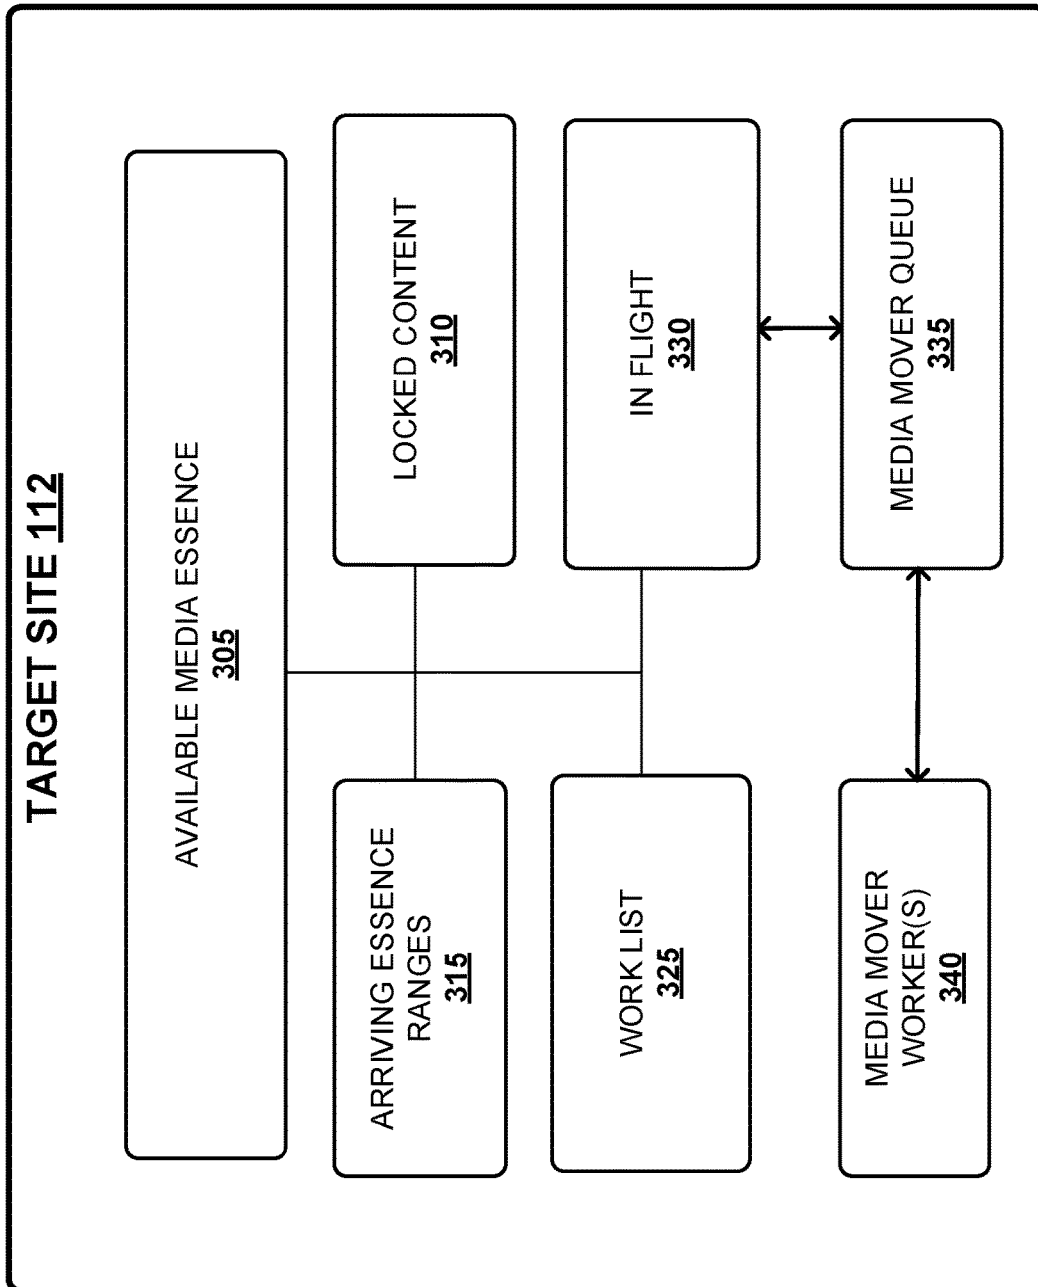 TARGET SITE 112
AVAILABLE MEDIA ESSENCE
305
ARRIVING ESSENCE
RANGES
315
LOCKED CONTENT
310
WORK LIST
325
IN FLIGHT
330
MEDIA MOVER
WORKER(S)
340
MEDIA MOVER QUEUE
335